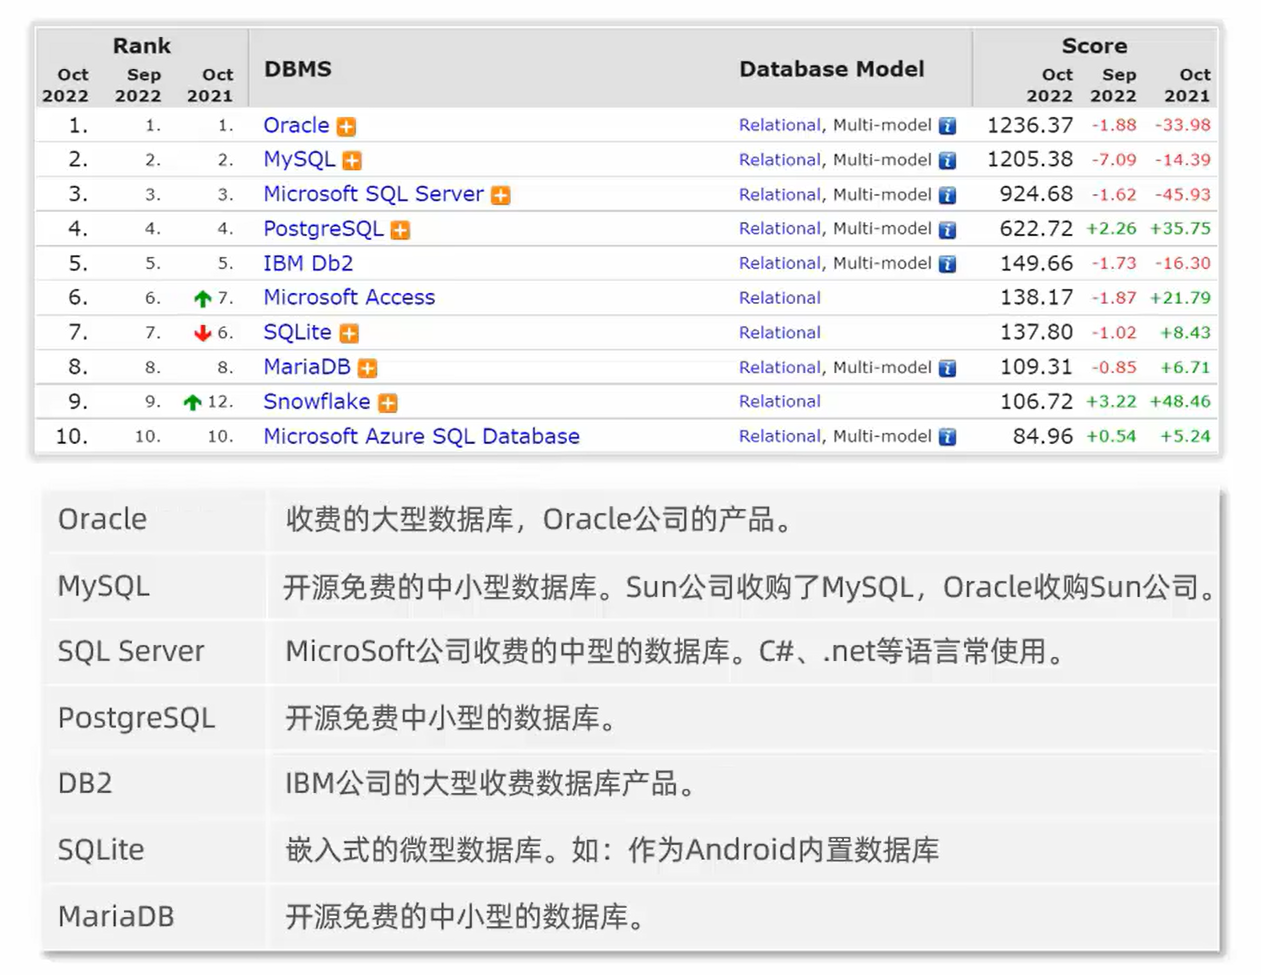 Rank DBMS Database Model Score
Oct Sep Oct Oct Sep Oct
2022 2022 2021 2022 2022 2021
1. 1. 1. Oracle Relational, Multi-model i 1236.37 -1.88 -33.98
2. 2. 2. MySQL Relational, Multi-model i 1205.38 -7.09 -14.39
3. 3. 3. Microsoft SQL Server Relational, Multi-model i 924.68 -1.62 -45.93
4. 4. 4. PostgreSQL Relational, Multi-model i 622.72 +2.26 +35.75
5. 5. 5. IBM Db2 Relational, Multi-model i 149.66 -1.73 -16.30
6. 6. 7. Microsoft Access Relational 138.17 -1.87 +21.79
7. 7. 6. SQLite Relational 137.80 -1.02 +8.43
8. 8. 8. MariaDB Relational, Multi-model i 109.31 -0.85 +6.71
9. 9. 12. Snowflake Relational 106.72 +3.22 +48.46
10. 10. 10. Microsoft Azure SQL Database Relational, Multi-model i 84.96 +0.54 +5.24
Oracle 收费的大型数据库，Oracle公司的产品。
MySQL 开源免费的中小型数据库。Sun公司收购了MySQL，Oracle收购Sun公司。
SQL Server MicroSoft公司收费的中型的数据库。C#、.net等语言常使用。
PostgreSQL 开源免费中小型的数据库。
DB2 IBM公司的大型收费数据库产品。
SQLite 嵌入式的微型数据库。如：作为Android内置数据库
MariaDB 开源免费的中小型的数据库。